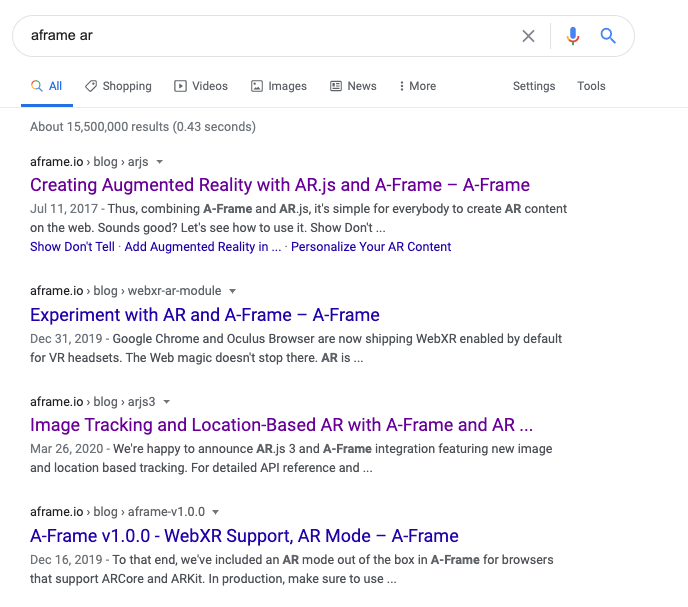 aframe ar
All Shopping Videos Images News More Settings Tools
About 15,500,000 results (0.43 seconds)
aframe.io › blog › arjs
Creating Augmented Reality with AR.js and A-Frame – A-Frame
Jul 11, 2017 - Thus, combining A-Frame and AR.js, it's simple for everybody to create AR content
on the web. Sounds good? Let's see how to use it. Show Don't ...
Show Don't Tell · Add Augmented Reality in ... · Personalize Your AR Content
aframe.io › blog › webxr-ar-module
Experiment with AR and A-Frame – A-Frame
Dec 31, 2019 - Google Chrome and Oculus Browser are now shipping WebXR enabled by default
for VR headsets. The Web magic doesn't stop there. AR is ...
aframe.io › blog › arjs3
Image Tracking and Location-Based AR with A-Frame and AR ...
Mar 26, 2020 - We're happy to announce AR.js 3 and A-Frame integration featuring new image
and location based tracking. For detailed API reference and ...
aframe.io › blog › aframe-v1.0.0
A-Frame v1.0.0 - WebXR Support, AR Mode – A-Frame
Dec 16, 2019 - To that end, we've included an AR mode out of the box in A-Frame for browsers
that support ARCore and ARKit. In production, make sure to use ...